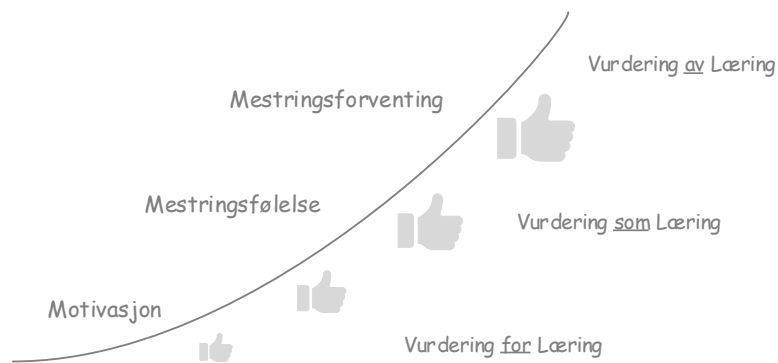 Vurdering av Læring
Mestringsforventing
Mestringsfølelse
Vurdering som Læring
Motivasjon
Vurdering for Læring